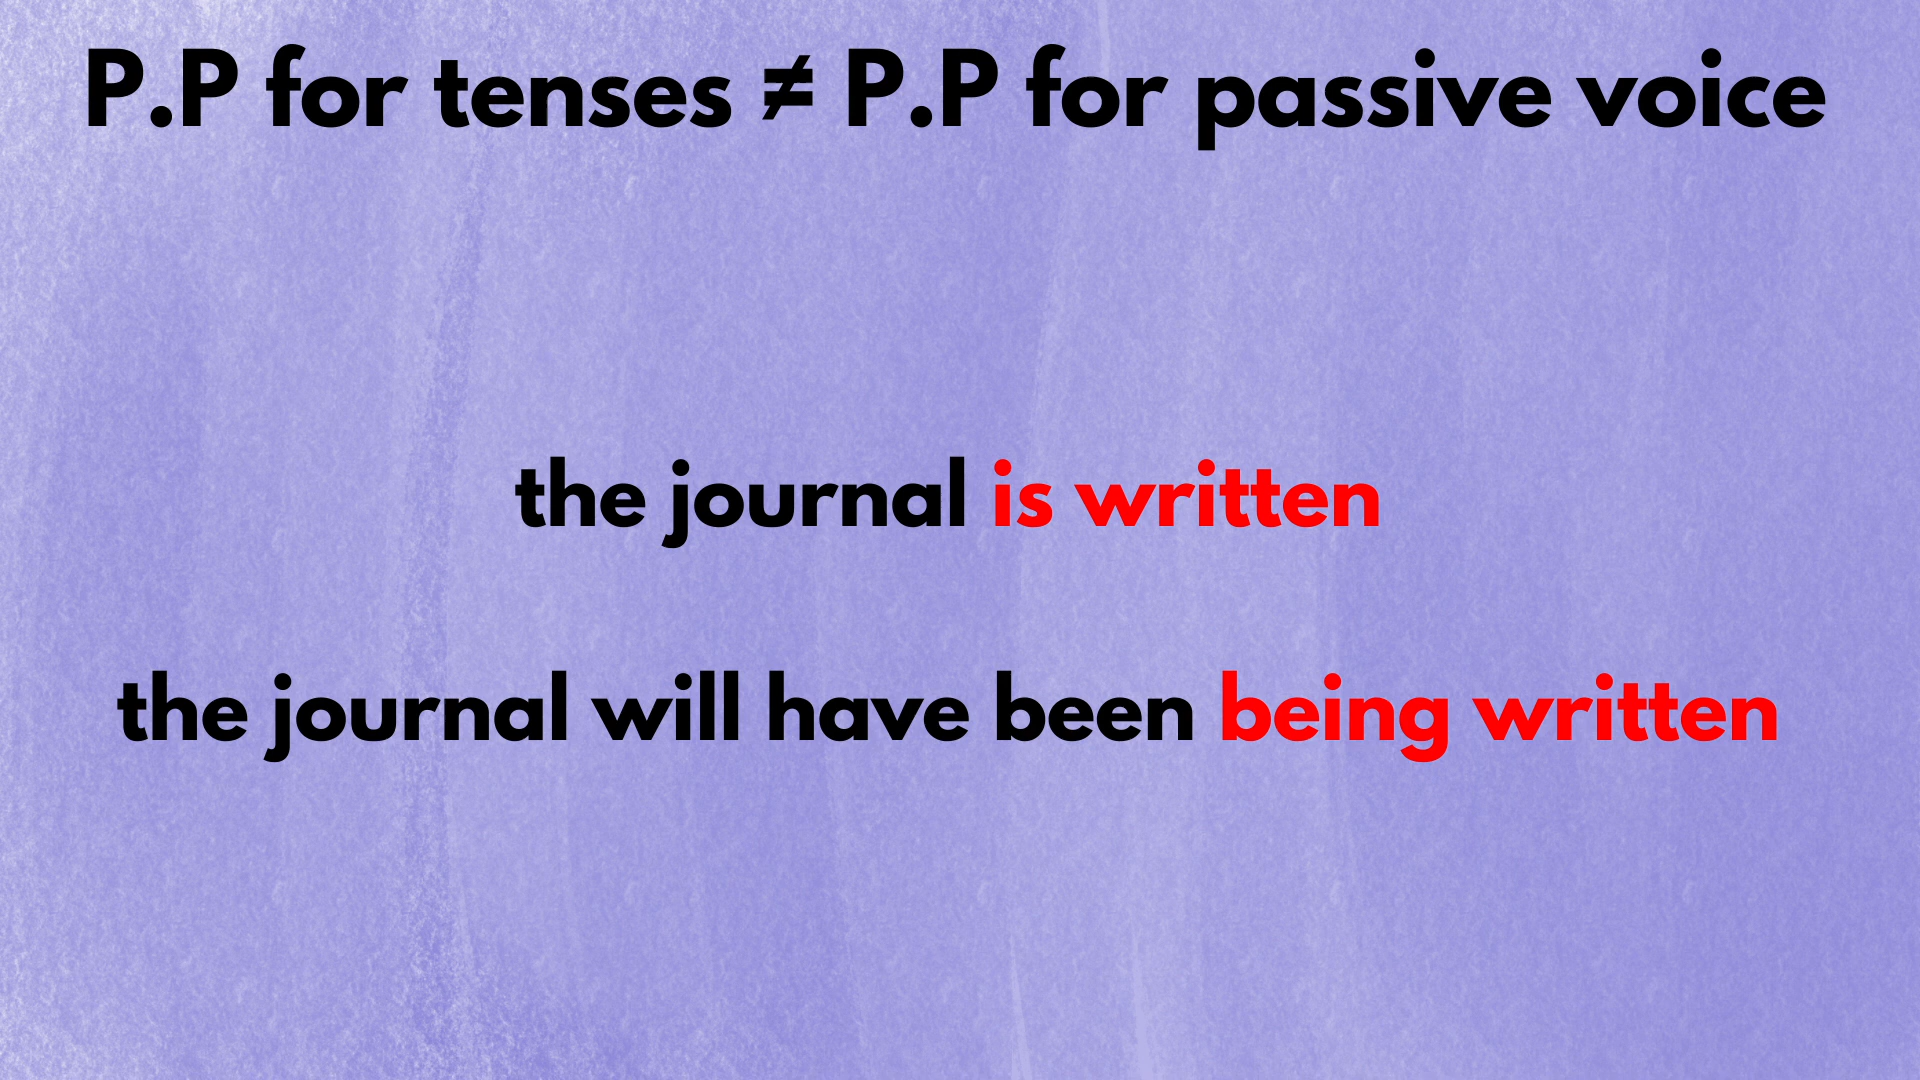 P.P for tenses ≠ P.P for passive voice
the journal is written
the journal will have been being written